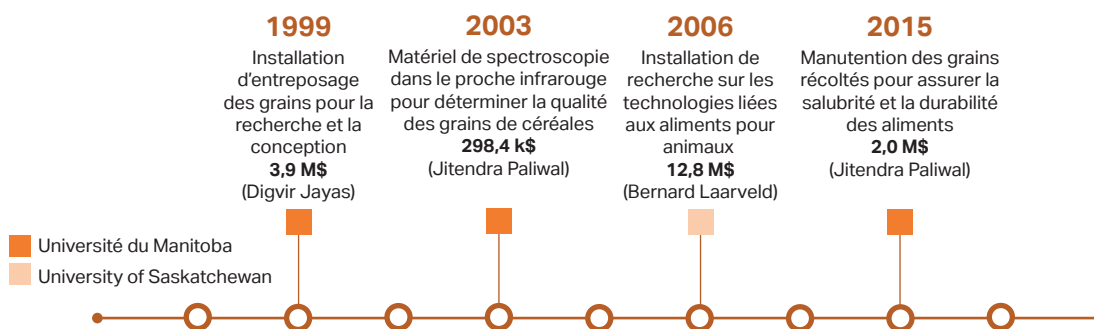 1999
Installation
d'entreposage
des grains pour la
recherche et la
conception
3,9 M$
(Digvir Jayas)
2003
Matériel de spectroscopie
dans le proche infrarouge
pour déterminer la qualité
des grains de céréales
298,4 k$
(Jitendra Paliwal)
2006
Installation de
recherche sur les
technologies liées
aux aliments pour
animaux
12,8 M$
(Bernard Laarveld)
2015
Manutention des grains
récoltés pour assurer la
salubrité et la durabilité
des aliments
2,0 M$
(Jitendra Paliwal)
Université du Manitoba
University of Saskatchewan